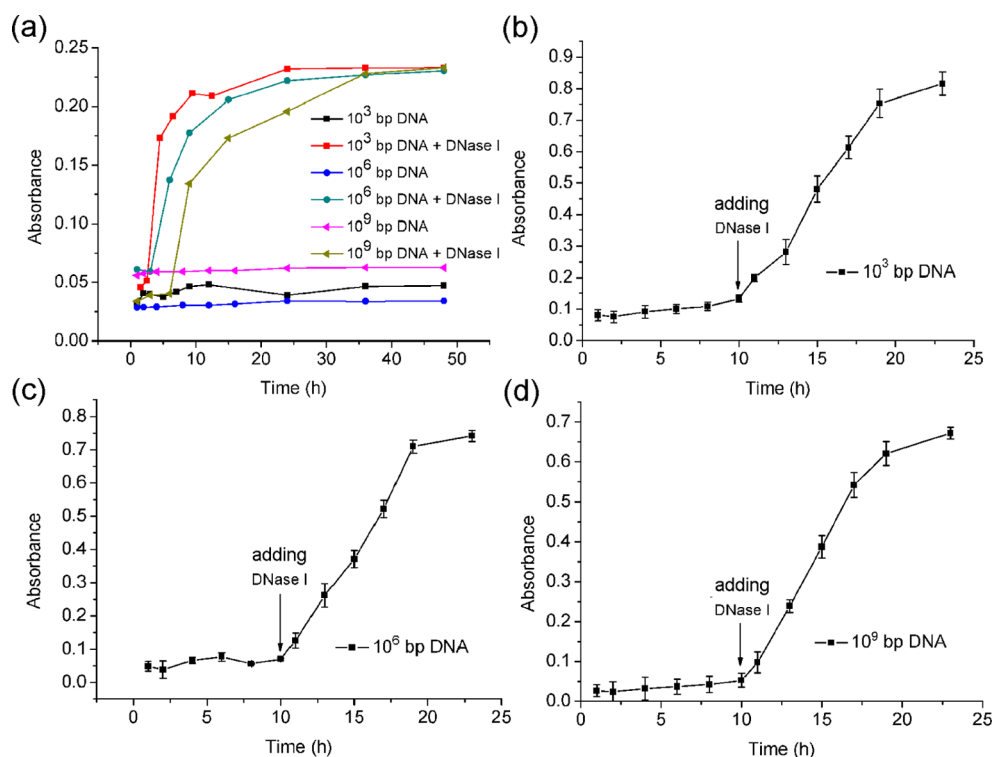 (a)
0.25
0.20
0.15
0.10
0.05
0.00
Absorbance
0 10 20 30 40 50
Time (h)
10³ bp DNA
10³ bp DNA + DNase I
10⁶ bp DNA
10⁶ bp DNA + DNase I
10⁹ bp DNA
10⁹ bp DNA + DNase I
(b)
0.9
0.8
0.7
0.6
0.5
0.4
0.3
0.2
0.1
0.0
Absorbance
adding
DNase I
10³ bp DNA
0 5 10 15 20 25
Time (h)
(c)
0.8
0.7
0.6
0.5
0.4
0.3
0.2
0.1
0.0
Absorbance
adding
DNase I
10⁶ bp DNA
0 5 10 15 20 25
Time (h)
(d)
0.7
0.6
0.5
0.4
0.3
0.2
0.1
0.0
Absorbance
adding
DNase I
10⁹ bp DNA
0 5 10 15 20 25
Time (h)